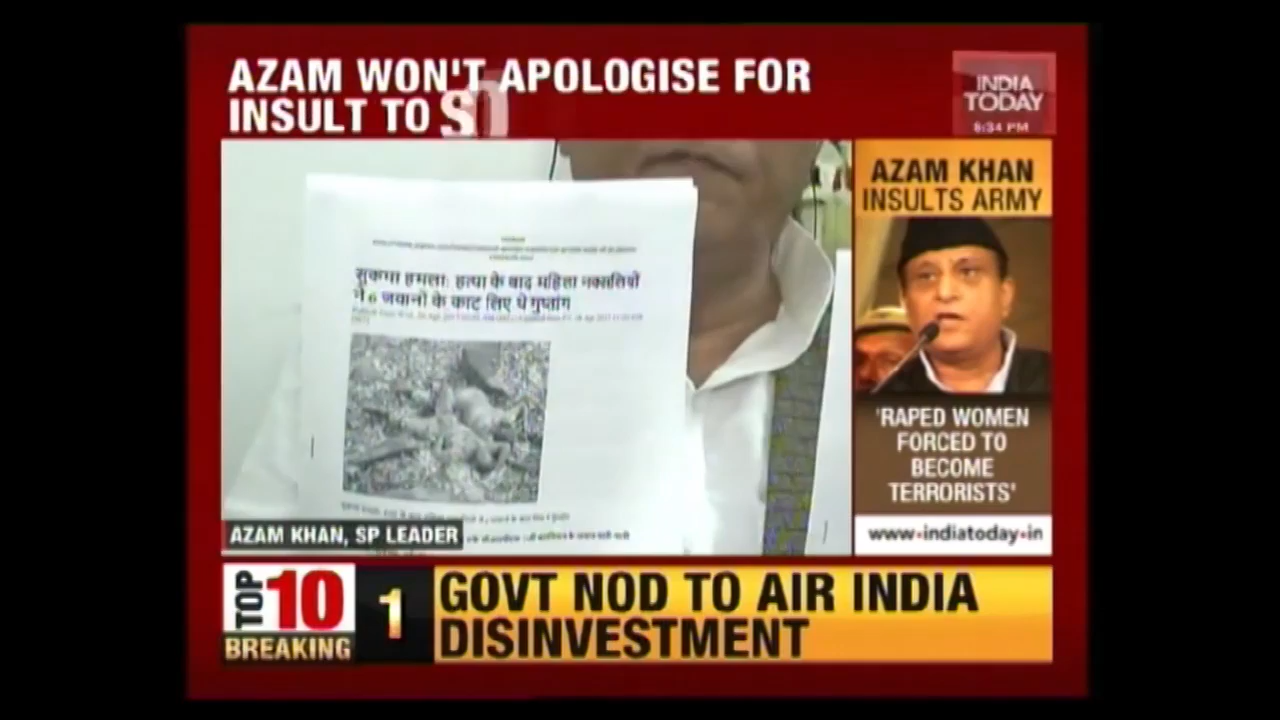 AZAM WON'T APOLOGISE FOR
INSULT TO
INDIA
TODAY
8:34 PM
AZAM KHAN
INSULTS ARMY
सुकमा हमला: हत्या के बाद महिला नक्सलियों
ने 6 जवानों के काट लिए थे गुप्तांग
'RAPED WOMEN
FORCED TO
BECOME
TERRORISTS'
www.indiatoday.in
AZAM KHAN, SP LEADER
TOP 10
BREAKING
1
GOVT NOD TO AIR INDIA
DISINVESTMENT